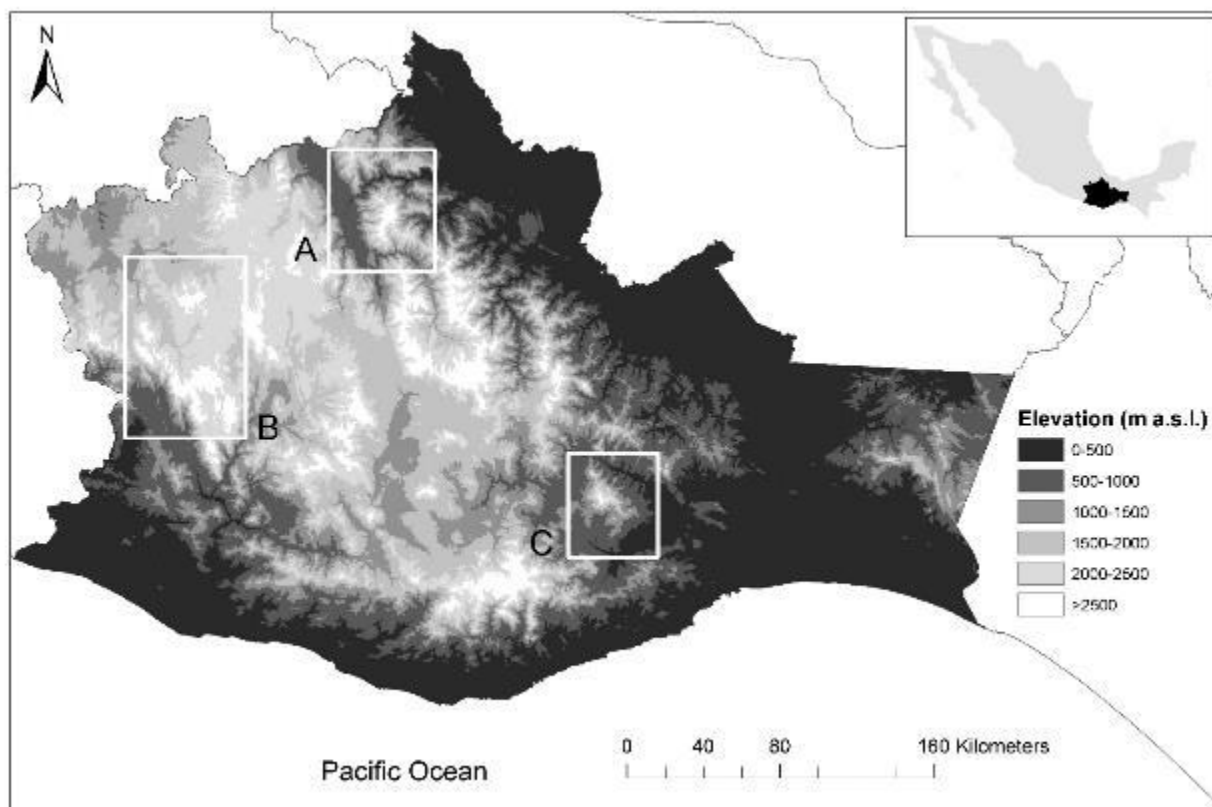 N
A
B
C
Elevation (m a.s.l.)
0-500
500-1000
1000-1500
1500-2000
2000-2500
>2500
0 40 80 160 Kilometers
Pacific Ocean